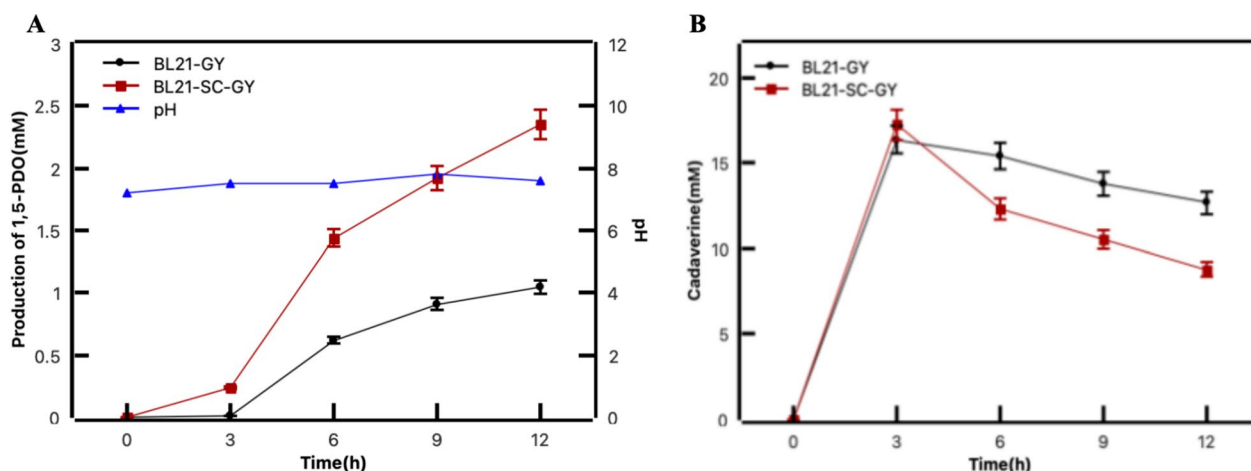 A
Production of 1,5-PDO(mM)
3
2.5
2
1.5
1
0.5
0
BL21-GY
BL21-SC-GY
pH
12
10
8
6
4
2
0
pH
0 3 6 9 12
Time(h)
B
Cadaverine(mM)
20
15
10
5
0
BL21-GY
BL21-SC-GY
0 3 6 9 12
Time(h)